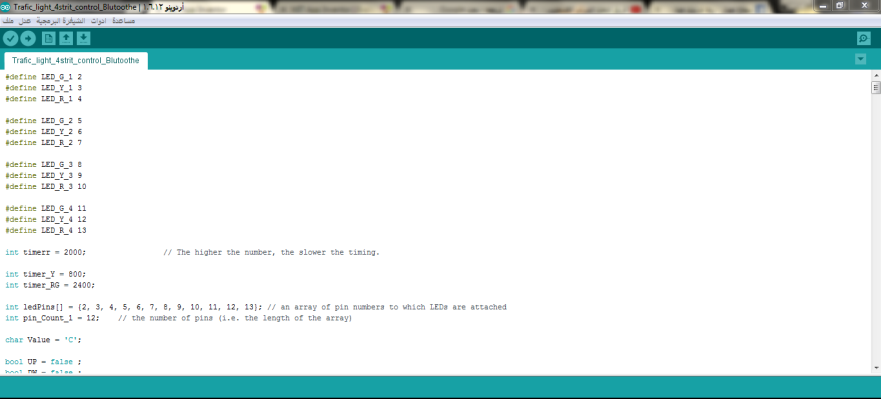 Trafic_light_4strit_control_Blutoothe | أردوينو ١.٦.١٢
ملف عدل الشيفرة البرمجية ادوات مساعدة
Trafic_light_4strit_control_Blutoothe
#define LED_G_1 2
#define LED_Y_1 3
#define LED_R_1 4
#define LED_G_2 5
#define LED_Y_2 6
#define LED_R_2 7
#define LED_G_3 8
#define LED_Y_3 9
#define LED_R_3 10
#define LED_G_4 11
#define LED_Y_4 12
#define LED_R_4 13
int timerr = 2000; // The higher the number, the slower the timing.
int timer_Y = 800;
int timer_RG = 2400;
int ledPins[] = {2, 3, 4, 5, 6, 7, 8, 9, 10, 11, 12, 13}; // an array of pin numbers to which LEDs are attached
int pin_Count_1 = 12; // the number of pins (i.e. the length of the array)
char Value = 'C';
bool UP = false ;
bool DW = false ;